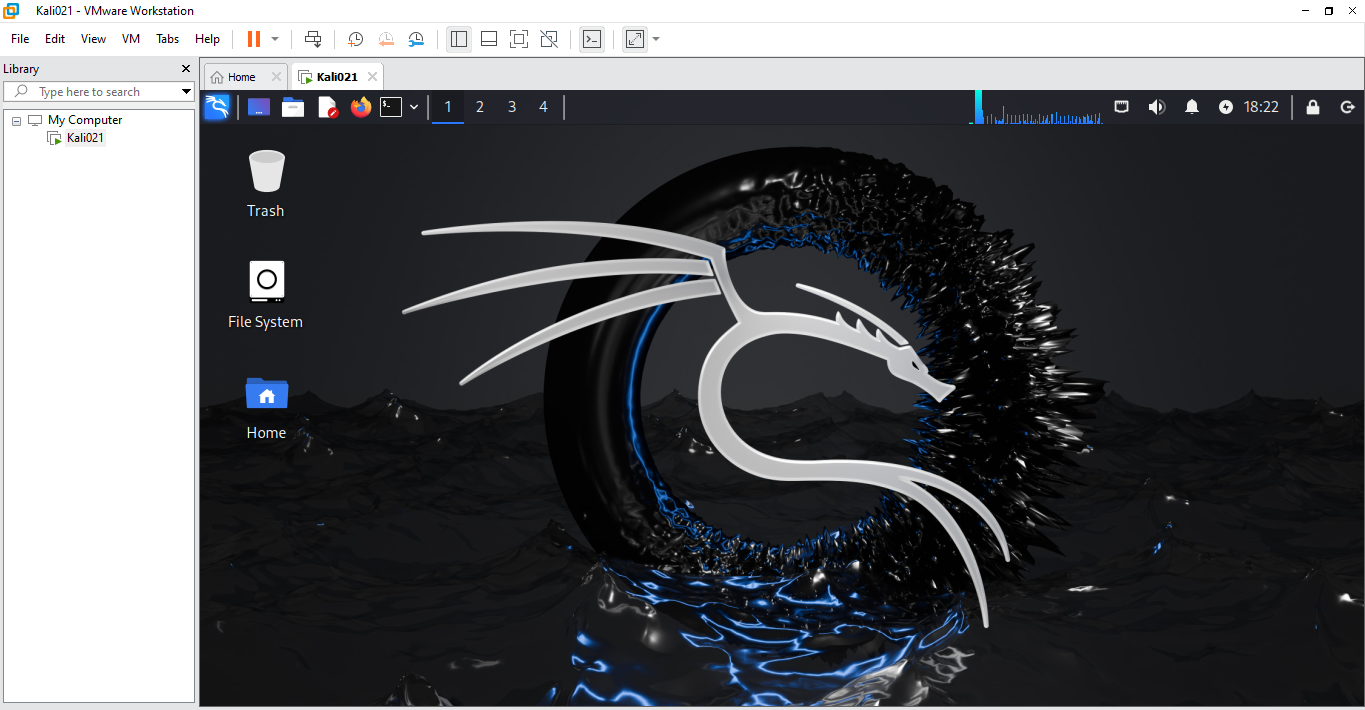 Kali021 - VMware Workstation
File Edit View VM Tabs Help
Library
Type here to search
My Computer
Kali021
Home Kali021
1 2 3 4 18:22
Trash
File System
Home